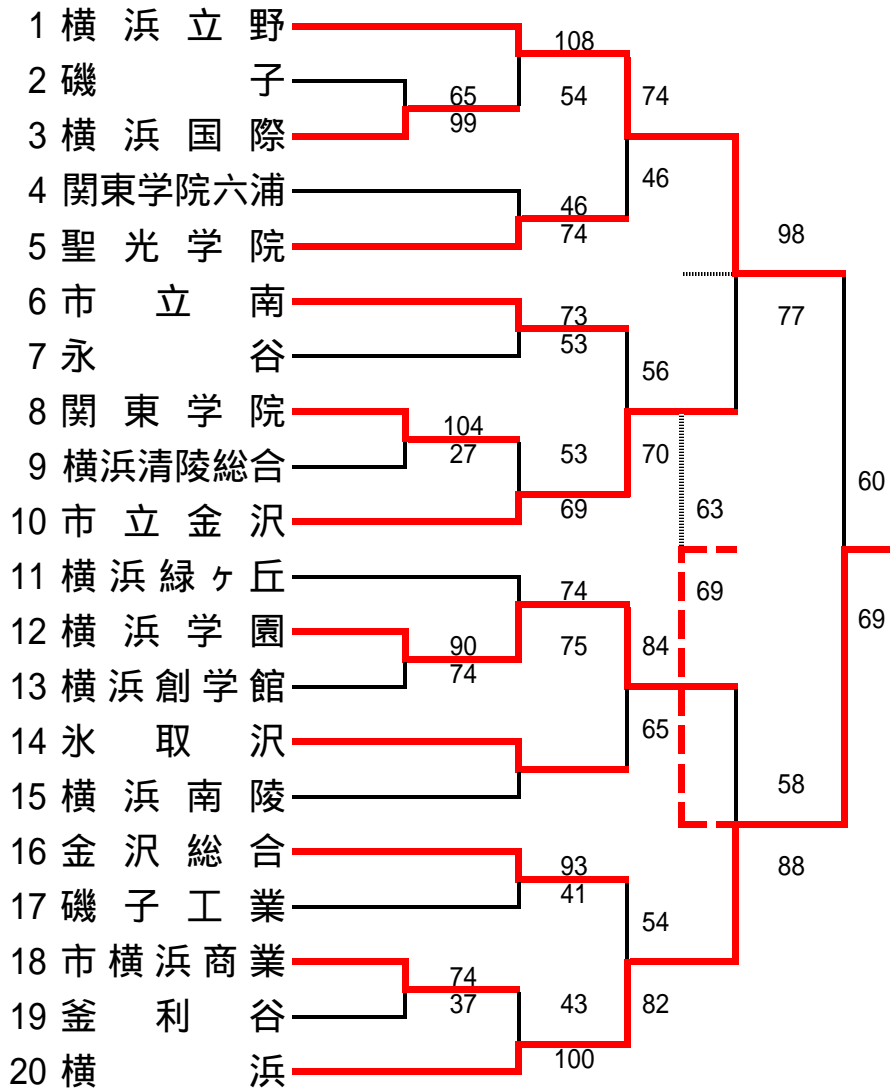 1 横浜立野
108
2 磯子
65
54
74
99
3 横浜国際
46
4 関東学院六浦
46
74
98
5 聖光学院
6 市立南
73
77
53
7 永谷
56
8 関東学院
104
27
53
70
9 横浜清陵総合
60
69
63
10 市立金沢
11 横浜緑ヶ丘
74
69
69
12 横浜学園
90
75
84
74
13 横浜創学館
65
14 氷取沢
58
15 横浜南陵
16 金沢総合
93
88
41
17 磯子工業
54
18 市横浜商業
74
37
43
82
19 釜利谷
100
20 横浜